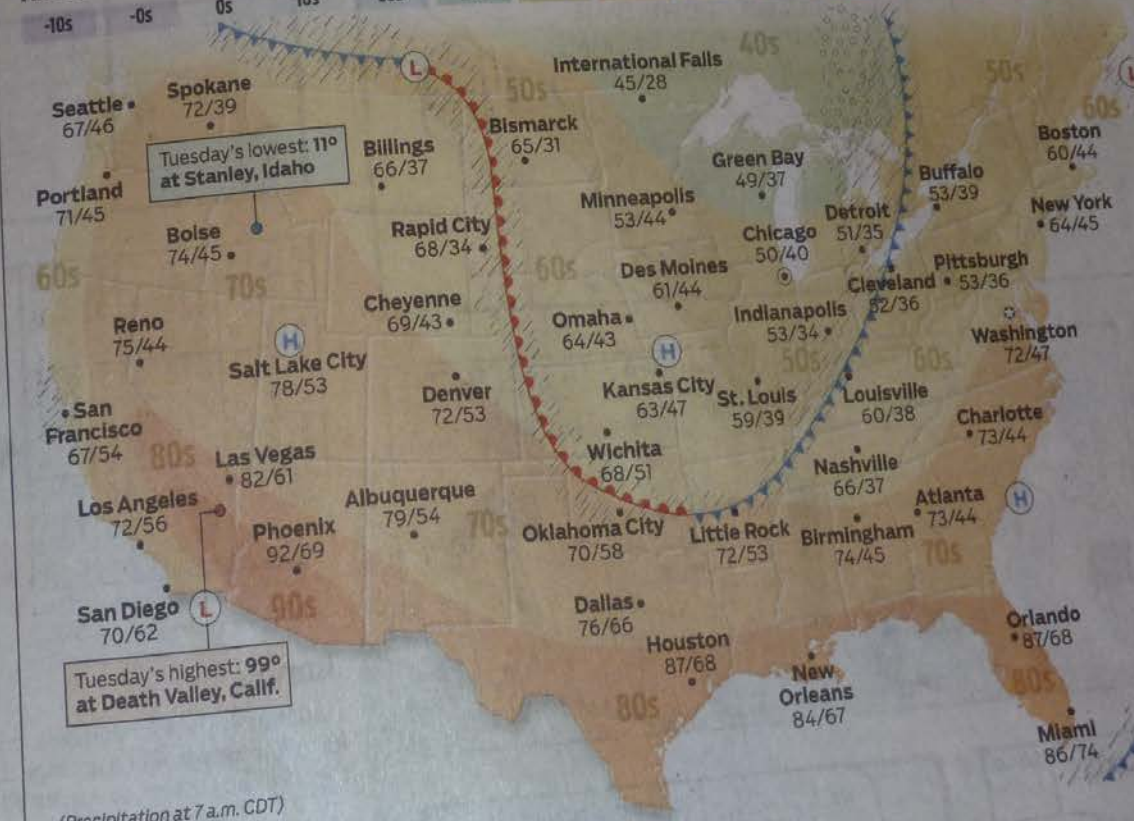 -10s
-0s
0s
10s
40s
International Falls
45/28
Spokane
72/39
Seattle
67/46
50s
50s
60s
L
L
Bismarck
65/31
Boston
60/44
Tuesday's lowest: 11°
at Stanley, Idaho
Billings
66/37
Green Bay
49/37
Buffalo
53/39
Portland
71/45
Minneapolis
53/44
Detroit
51/35
New York
64/45
Boise
74/45
Rapid City
68/34
Chicago
50/40
60s
70s
60s
Des Moines
61/44
Cleveland
52/36
Pittsburgh
53/36
Reno
75/44
Cheyenne
69/43
Omaha
64/43
Indianapolis
53/34
Washington
72/47
H
Salt Lake City
78/53
H
50s
60s
Denver
72/53
Kansas City
63/47
St. Louis
59/39
Louisville
60/38
San
Francisco
67/54
Charlotte
73/44
80s
Las Vegas
82/61
Wichita
68/51
Nashville
66/37
Los Angeles
72/56
Albuquerque
79/54
70s
Atlanta
73/44
H
Phoenix
92/69
Oklahoma City
70/58
Little Rock
72/53
Birmingham
74/45
70s
San Diego
70/62
L
90s
Dallas
76/66
Houston
87/68
Orlando
87/68
Tuesday's highest: 99°
at Death Valley, Calif.
New
Orleans
84/67
80s
80s
Miami
86/74
(Precipitation at 7 a.m. CDT)